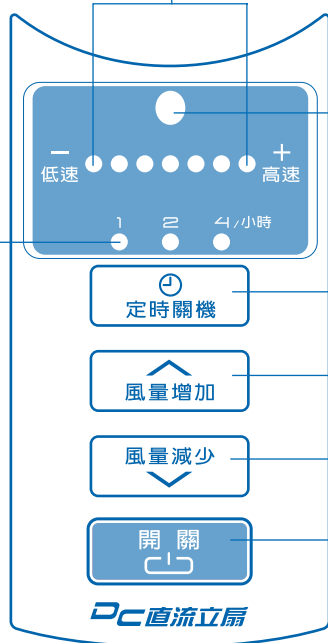 − +
低速 高速
1 2 4/小時
定時關機
風量增加
風量減少
開 關
DC直流立扇